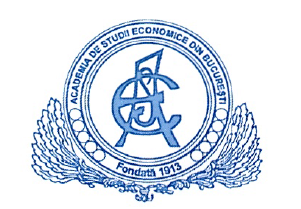 ACADEMIA DE STUDII ECONOMICE DIN BUCUREȘTI
Fondată 1913